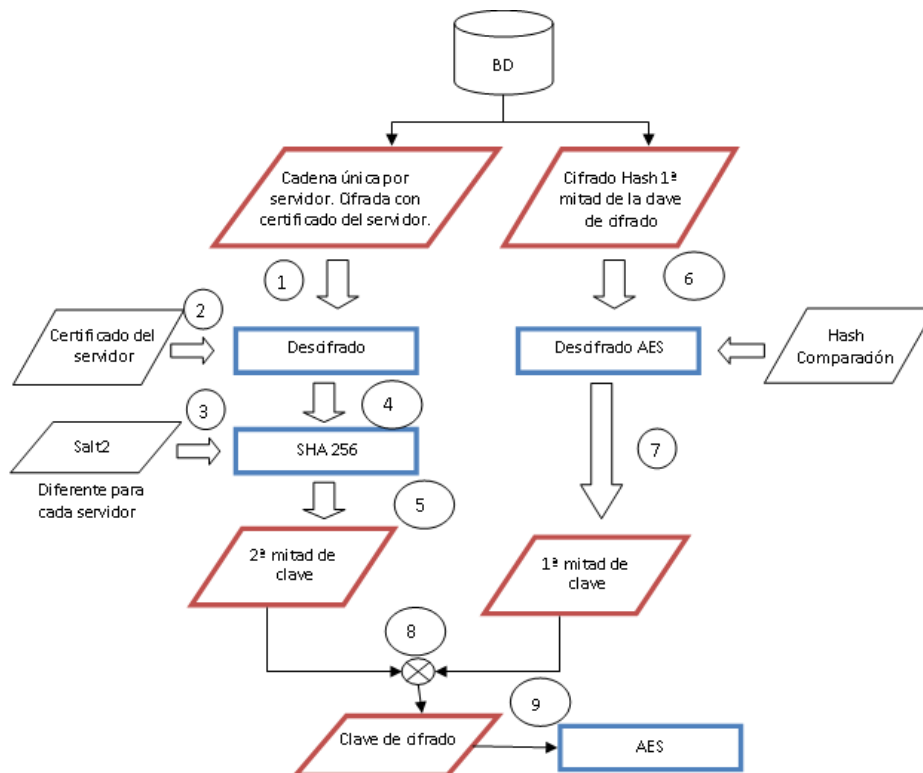 BD
Cadena única por
servidor. Cifrada con
certificado del servidor.
Cifrado Hash 1ª
mitad de la clave
de cifrado
1
6
2
Certificado del
servidor
Descifrado
Descifrado AES
Hash
Comparación
3
4
Salt2
SHA 256
7
Diferente para
cada servidor
5
2ª mitad de
clave
1ª mitad de
clave
8
9
Clave de cifrado
AES